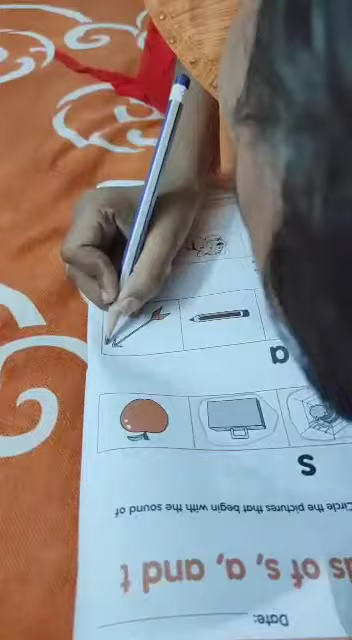 Date:
ds of s, a, and t
Circle the pictures that begin with the sound of
s
a